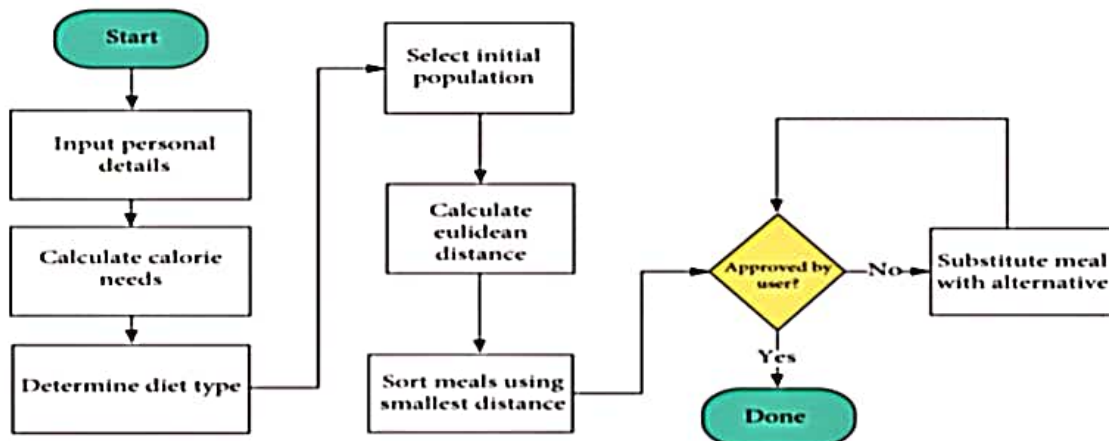 Start
Input personal
details
Calculate calorie
needs
Determine diet type
Select initial
population
Calculate
eulidean
distance
Sort meals using
smallest distance
Approved by
user?
No
Substitute meal
with alternative
Yes
Done